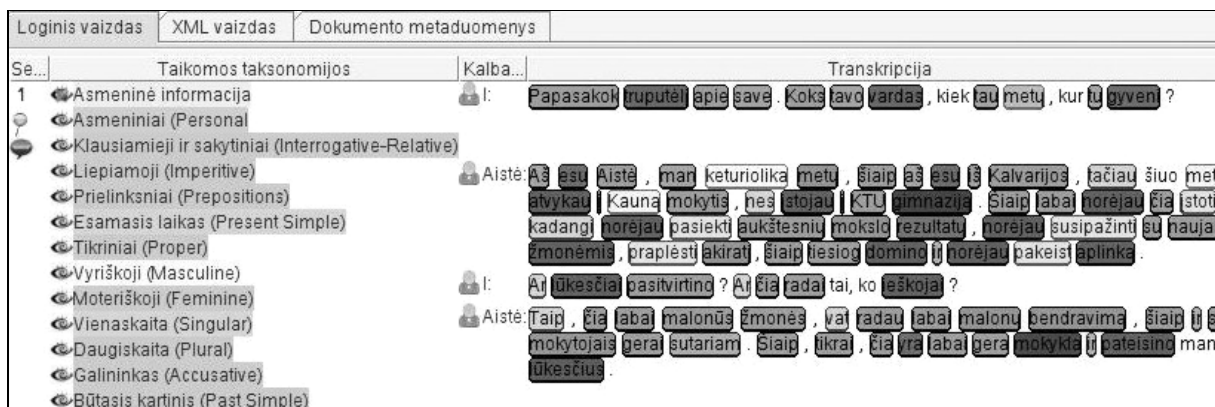 Loginis vaizdas XML vaizdas Dokumento metaduomenys
Se... Taikomos taksonomijos Kalba... Transkripcija
1 Asmeninė informacija I: Papasakok truputėlį apie save . Koks tavo vardas , kiek tau metų , kur tu gyveni ?
Asmeniniai (Personal
Klausiamieji ir sakytiniai (Interrogative-Relative)
Liepiamoji (Imperitive) Aistė: Aš esu Aistė , man keturiolika metų , šiaip aš esu iš Kalvarijos , tačiau šiuo met
Prielinksniai (Prepositions) atvykau į Kauną mokytis , nes įstojau į KTU gimnaziją . Šiaip labai norėjau čia įstoti
Esamasis laikas (Present Simple) kadangi norėjau pasiekti aukštesnių mokslo rezultatų , norėjau susipažinti su naujai
Tikriniai (Proper) žmonėmis , praplėsti akiratį , šiaip tiesiog domino ir norėjau pakeist aplinką .
Vyriškoji (Masculine)
Moteriškoji (Feminine) I: Ar lūkesčiai pasitvirtino ? Ar čia radai tai, ko ieškojai ?
Vienaskaita (Singular) Aistė: Taip , čia labai malonūs žmonės , vat radau labai malonų bendravimą , šiaip ir s
Daugiskaita (Plural) mokytojais gerai sutariam . Šiaip , tikrai , čia yra labai gera mokykla ir pateisino man
Galininkas (Accusative) lūkesčius .
Būtasis kartinis (Past Simple)